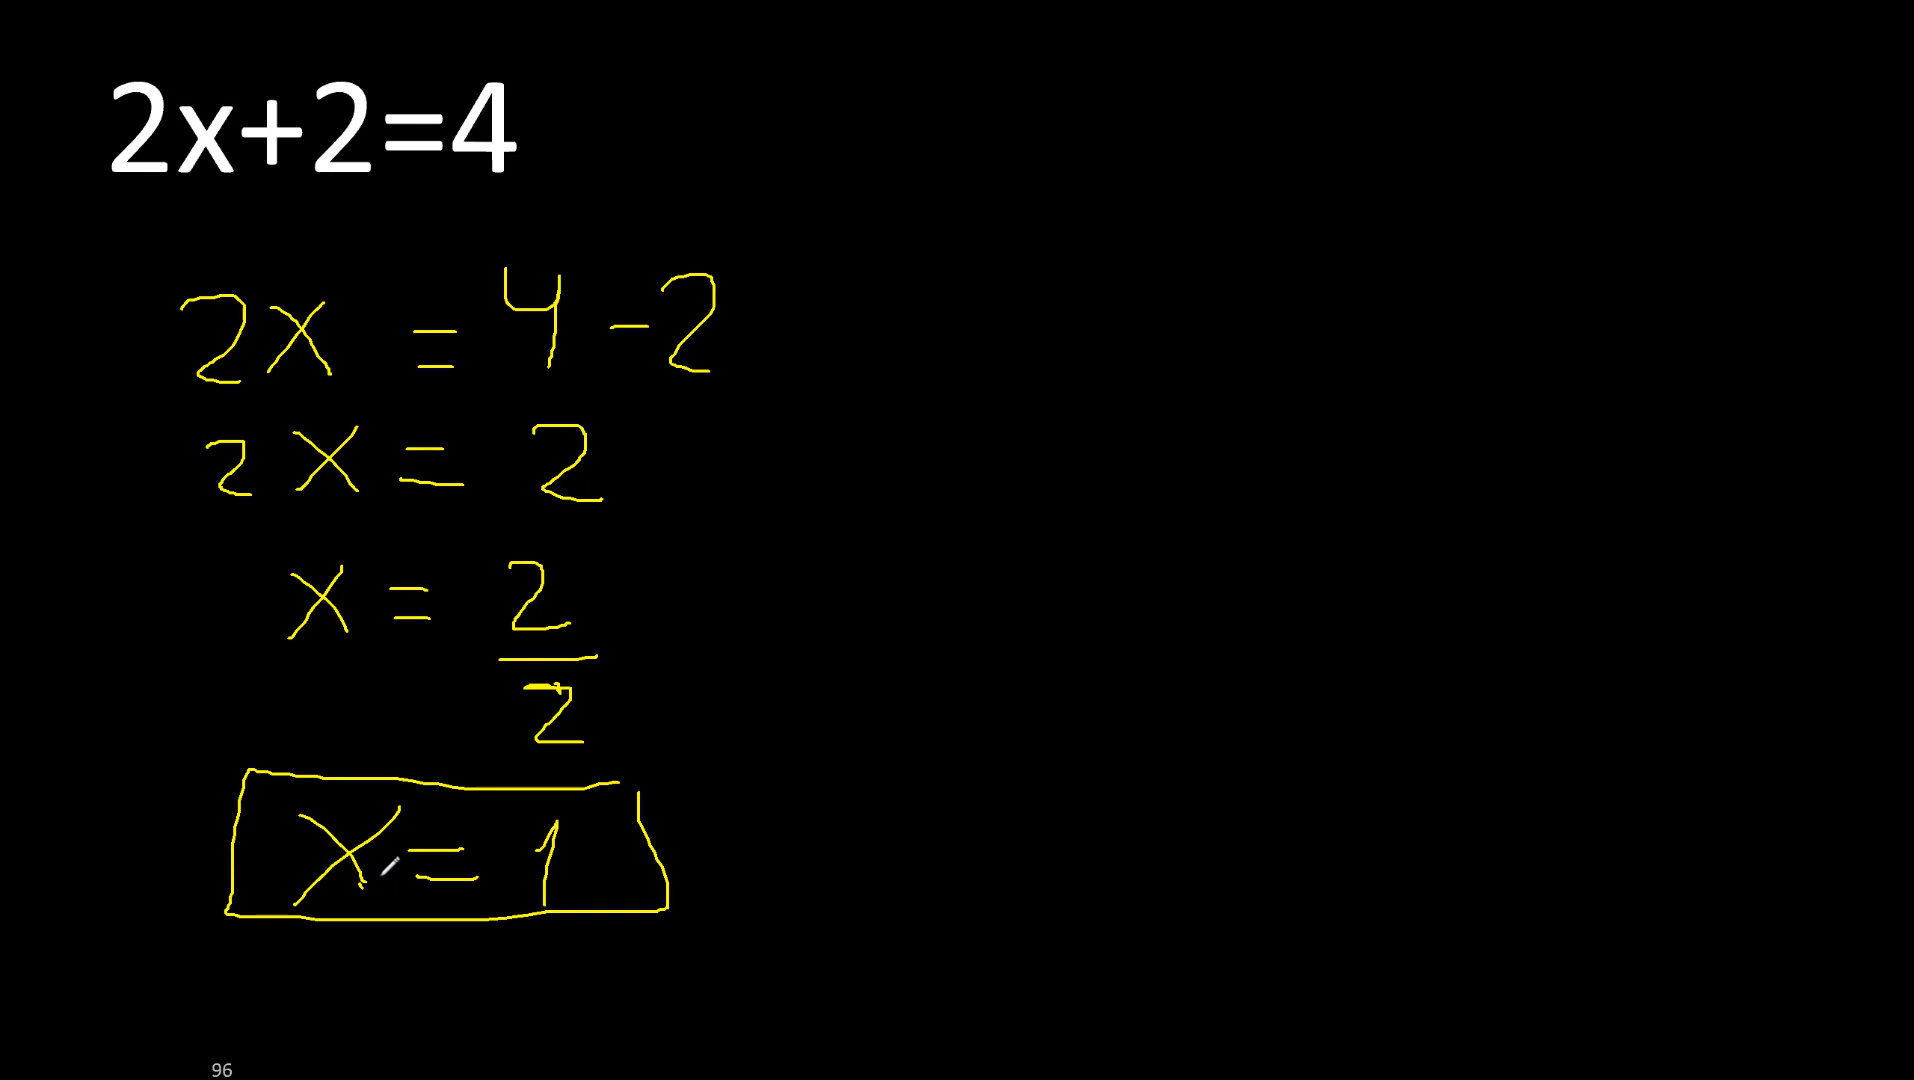 2x+2=4
2x = 4-2
2x = 2
x = 2/2
x = 1
96